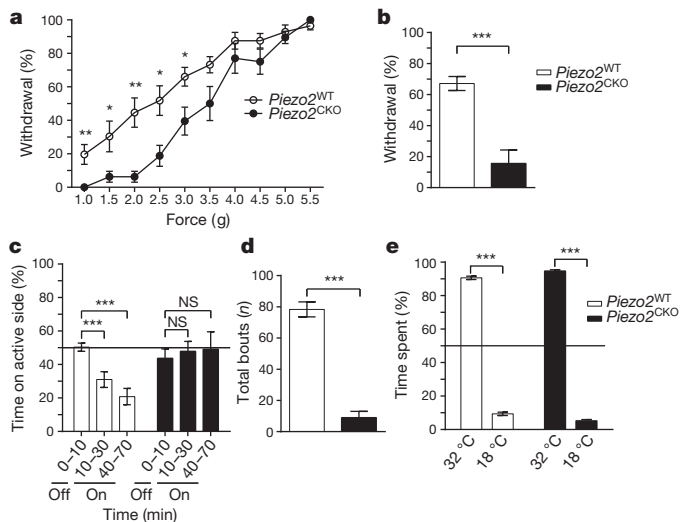 a
Withdrawal (%)
100
80
60
40
20
0
**
*
**
*
*
Piezo2WT
Piezo2CKO
1.0 1.5 2.0 2.5 3.0 3.5 4.0 4.5 5.0 5.5
Force (g)
b
Withdrawal (%)
100
80
60
40
20
0
***
c
Time on active side (%)
100
80
60
40
20
0
***
***
NS
NS
0–10 10–30 40–70 0–10 10–30 40–70
Off On Off On
Time (min)
d
Total bouts (n)
100
80
60
40
20
0
***
e
Time spent (%)
100
80
60
40
20
0
***
***
Piezo2WT
Piezo2CKO
32 °C 18 °C 32 °C 18 °C